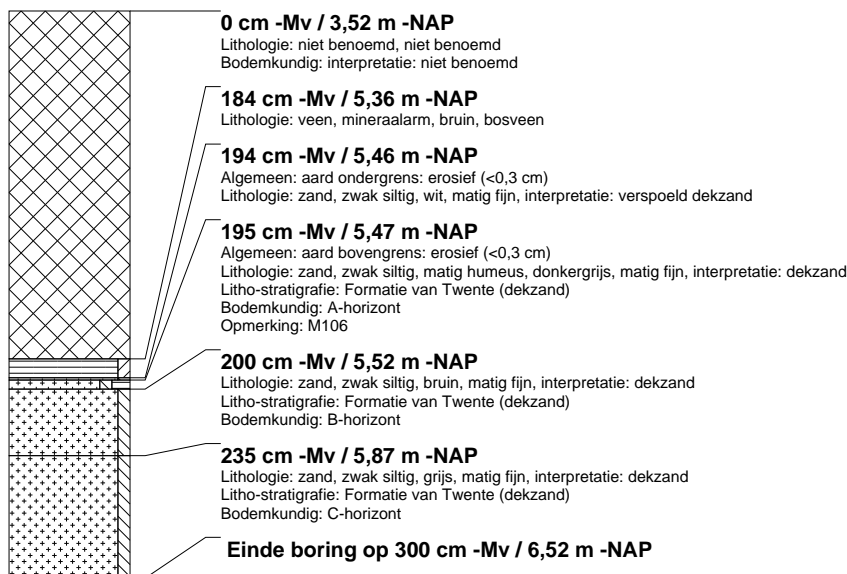 0 cm -Mv / 3,52 m -NAP
Lithologie: niet benoemd, niet benoemd
Bodemkundig: interpretatie: niet benoemd
184 cm -Mv / 5,36 m -NAP
Lithologie: veen, mineraalarm, bruin, bosveen
194 cm -Mv / 5,46 m -NAP
Algemeen: aard ondergrens: erosief (<0,3 cm)
Lithologie: zand, zwak siltig, wit, matig fijn, interpretatie: verspoeld dekzand
195 cm -Mv / 5,47 m -NAP
Algemeen: aard bovengrens: erosief (<0,3 cm)
Lithologie: zand, zwak siltig, matig humeus, donkergrijs, matig fijn, interpretatie: dekzand
Litho-stratigrafie: Formatie van Twente (dekzand)
Bodemkundig: A-horizont
Opmerking: M106
200 cm -Mv / 5,52 m -NAP
Lithologie: zand, zwak siltig, bruin, matig fijn, interpretatie: dekzand
Litho-stratigrafie: Formatie van Twente (dekzand)
Bodemkundig: B-horizont
235 cm -Mv / 5,87 m -NAP
Lithologie: zand, zwak siltig, grijs, matig fijn, interpretatie: dekzand
Litho-stratigrafie: Formatie van Twente (dekzand)
Bodemkundig: C-horizont
Einde boring op 300 cm -Mv / 6,52 m -NAP